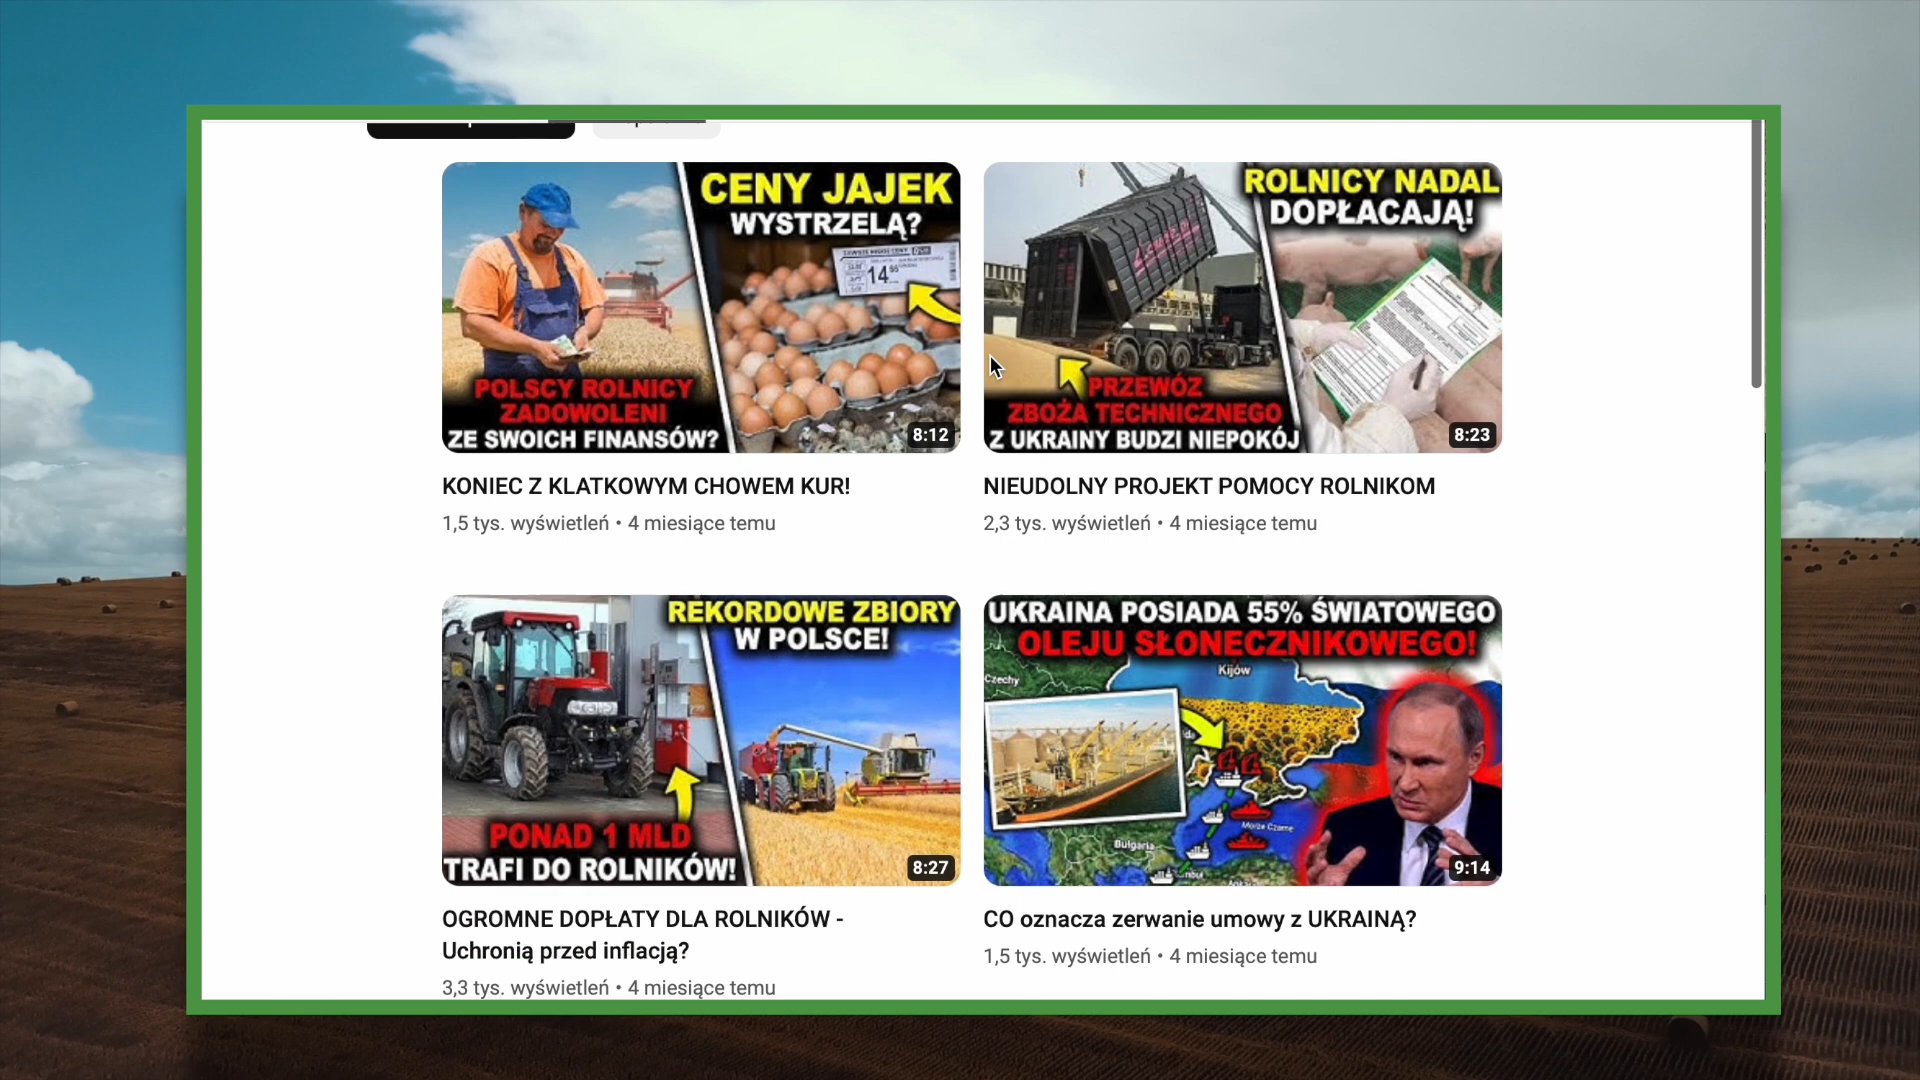 CENY JAJEK
WYSTRZELĄ?
14
POLSCY ROLNICY
ZADOWOLENI
ZE SWOICH FINANSÓW?
8:12
ROLNICY NADAL
DOPŁACAJĄ!
PRZEWÓZ
ZBOŻA TECHNICZNEGO
Z UKRAINY BUDZI NIEPOKÓJ
8:23
KONIEC Z KLATKOWYM CHOWEM KUR!
1,5 tys. wyświetleń • 4 miesiące temu
NIEUDOLNY PROJEKT POMOCY ROLNIKOM
2,3 tys. wyświetleń • 4 miesiące temu
REKORDOWE ZBIORY
W POLSCE!
PONAD 1 MLD
TRAFI DO ROLNIKÓW!
8:27
UKRAINA POSIADA 55% ŚWIATOWEGO
OLEJU SŁONECZNIKOWEGO!
Kijów
Czechy
Morze Czarne
Bułgaria
9:14
OGROMNE DOPŁATY DLA ROLNIKÓW -
Uchronią przed inflacją?
3,3 tys. wyświetleń • 4 miesiące temu
CO oznacza zerwanie umowy z UKRAINĄ?
1,5 tys. wyświetleń • 4 miesiące temu